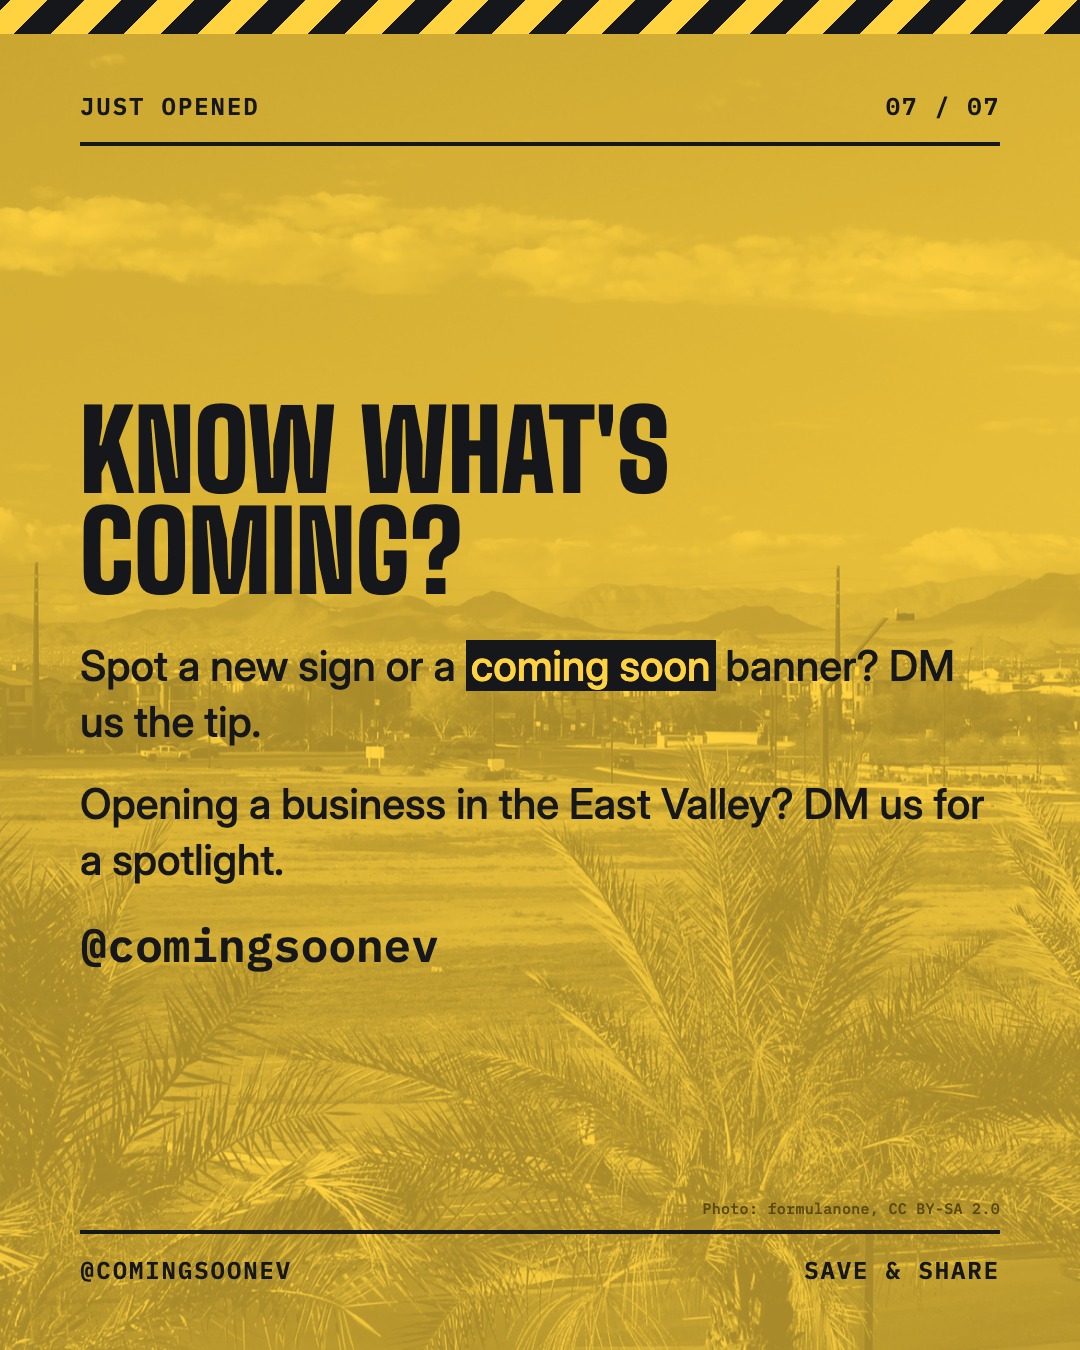 JUST OPENED
07 / 07
KNOW WHAT'S
COMING?
Spot a new sign or a coming soon banner? DM
us the tip.
Opening a business in the East Valley? DM us for
a spotlight.
@comingsoonev
Photo: formulanone, CC BY-SA 2.0
@COMINGSOONEV
SAVE & SHARE